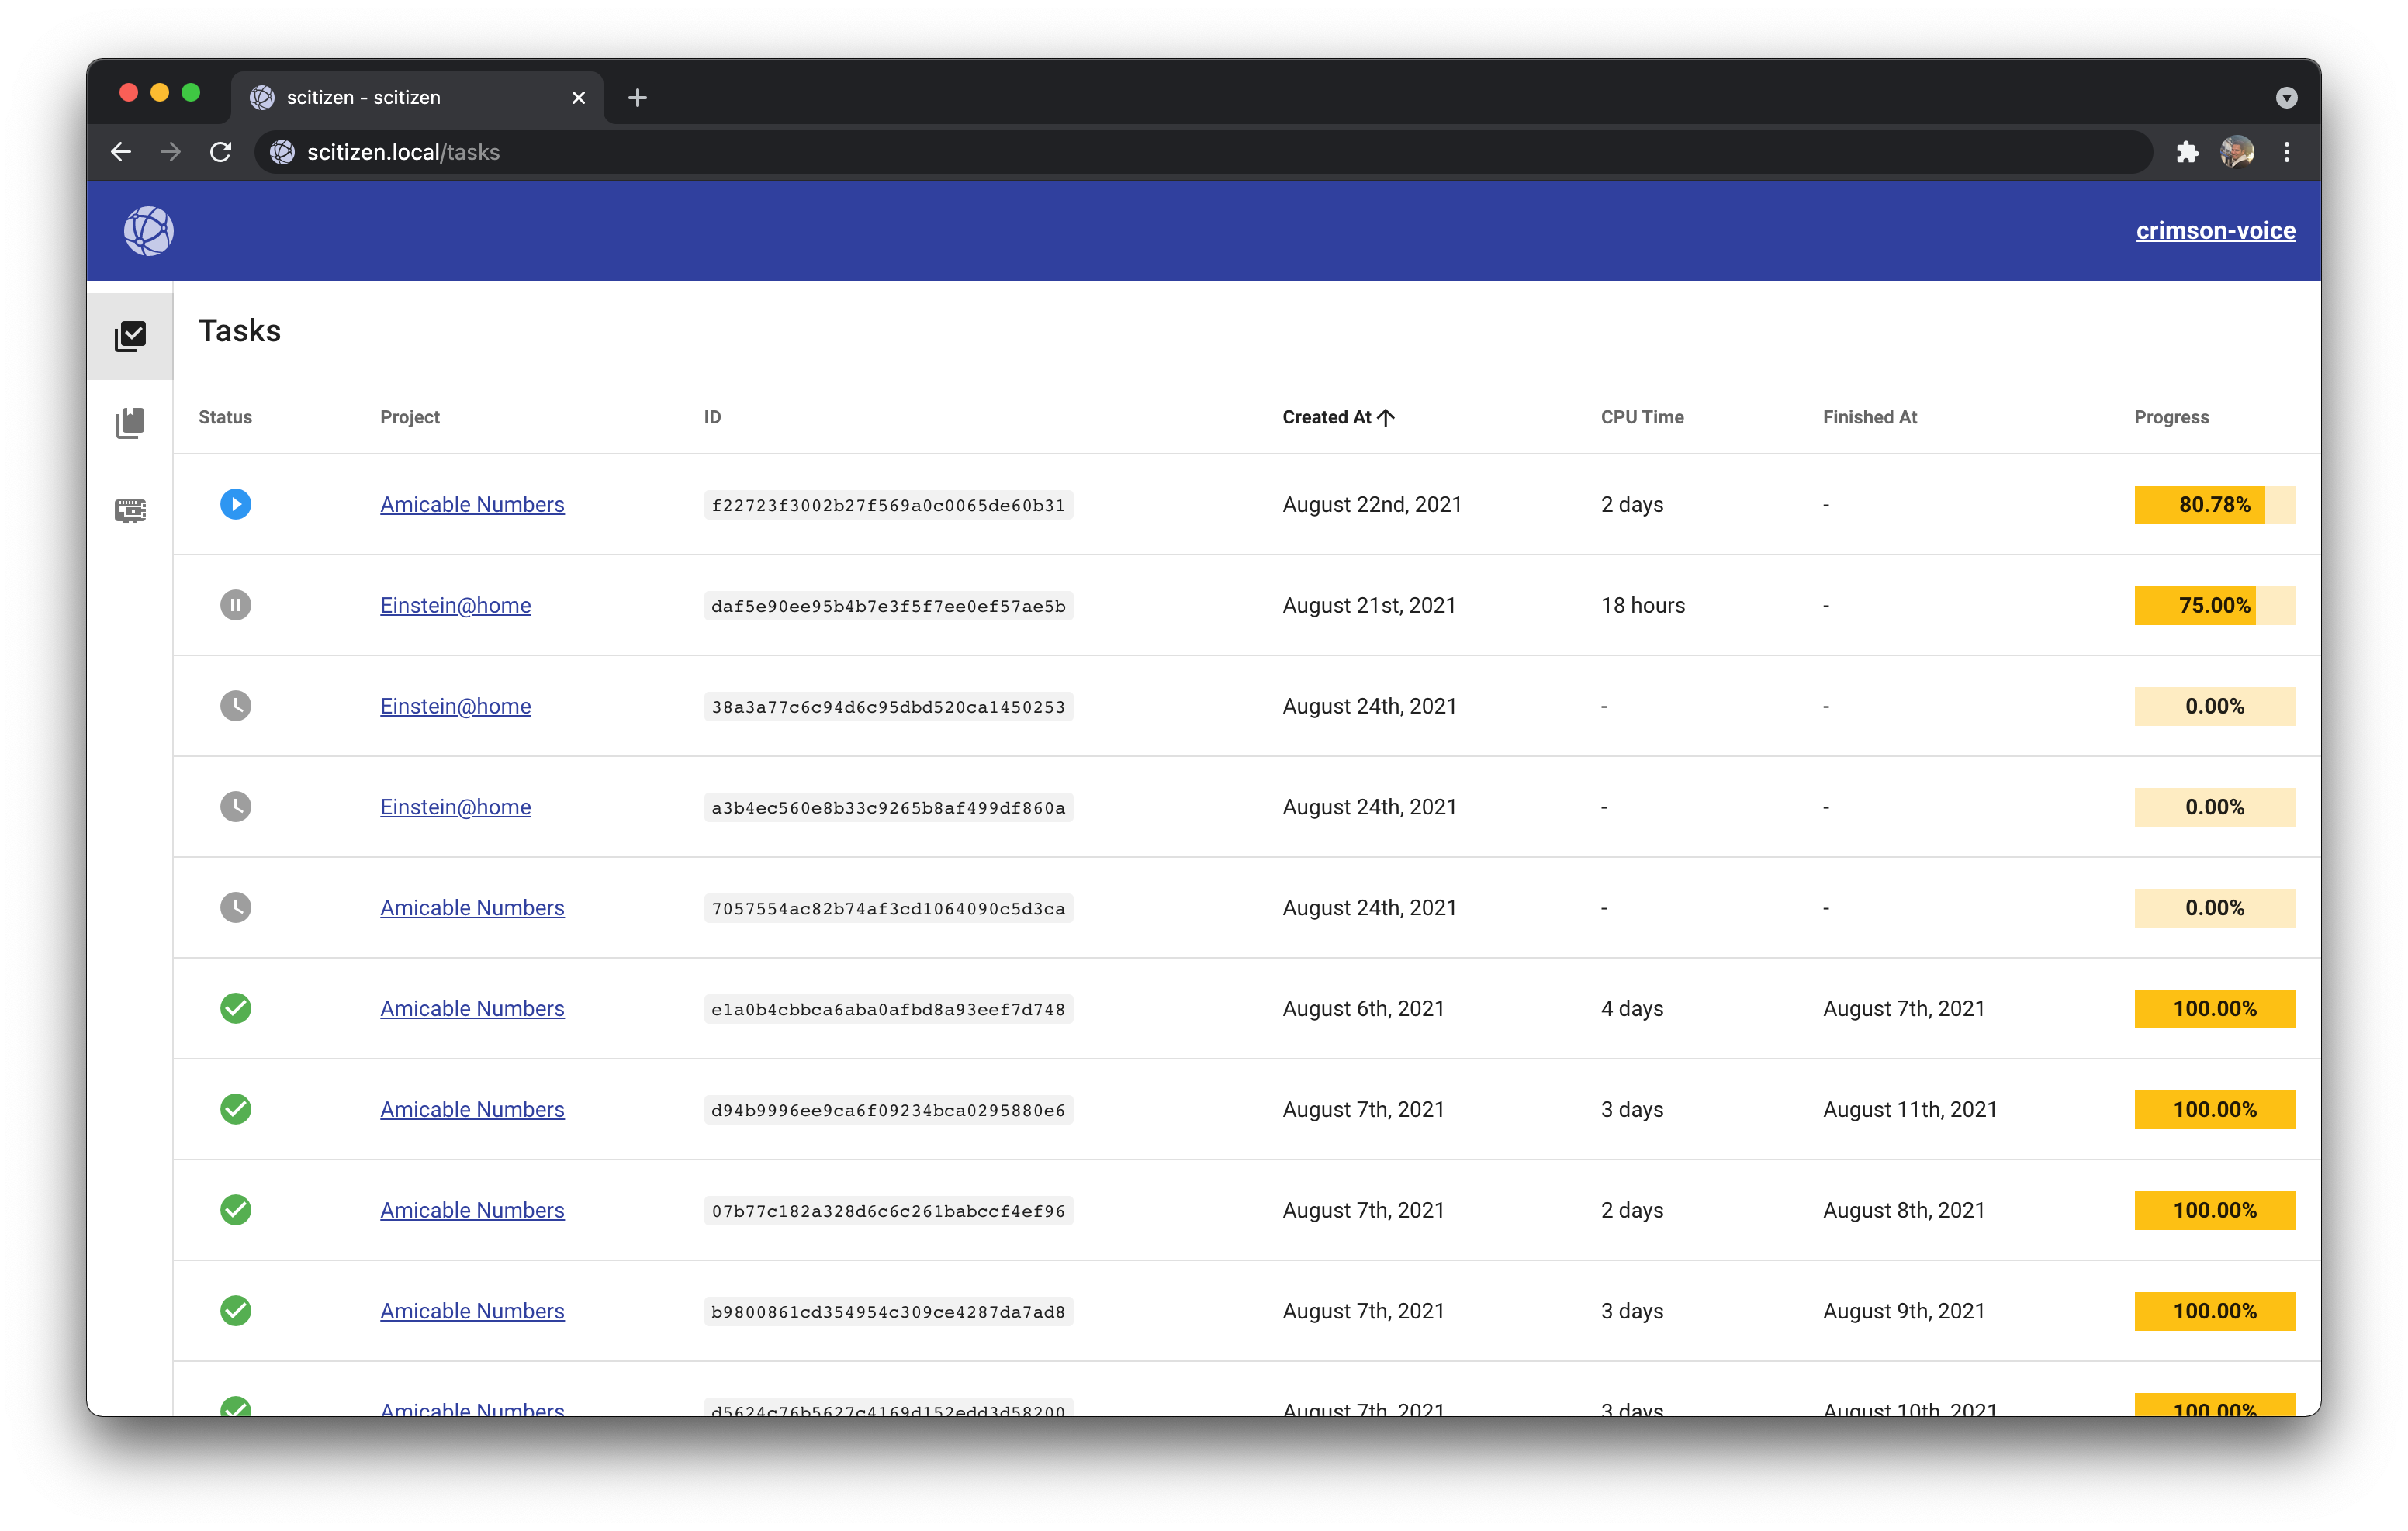 scitizen - scitizen
scitizen.local/tasks
crimson-voice
Tasks
Status Project ID Created At CPU Time Finished At Progress
Amicable Numbers f22723f3002b27f569a0c0065de60b31 August 22nd, 2021 2 days - 80.78%
Einstein@home daf5e90ee95b4b7e3f5f7ee0ef57ae5b August 21st, 2021 18 hours - 75.00%
Einstein@home 38a3a77c6c94d6c95dbd520ca1450253 August 24th, 2021 - - 0.00%
Einstein@home a3b4ec560e8b33c9265b8af499df860a August 24th, 2021 - - 0.00%
Amicable Numbers 7057554ac82b74af3cd1064090c5d3ca August 24th, 2021 - - 0.00%
Amicable Numbers e1a0b4cbbca6aba0afbd8a93eef7d748 August 6th, 2021 4 days August 7th, 2021 100.00%
Amicable Numbers d94b9996ee9ca6f09234bca0295880e6 August 7th, 2021 3 days August 11th, 2021 100.00%
Amicable Numbers 07b77c182a328d6c6c261babccf4ef96 August 7th, 2021 2 days August 8th, 2021 100.00%
Amicable Numbers b9800861cd354954c309ce4287da7ad8 August 7th, 2021 3 days August 9th, 2021 100.00%
Amicable Numbers d5624c76b5627c4169d152edd3d58200 August 7th, 2021 3 days August 10th, 2021 100.00%